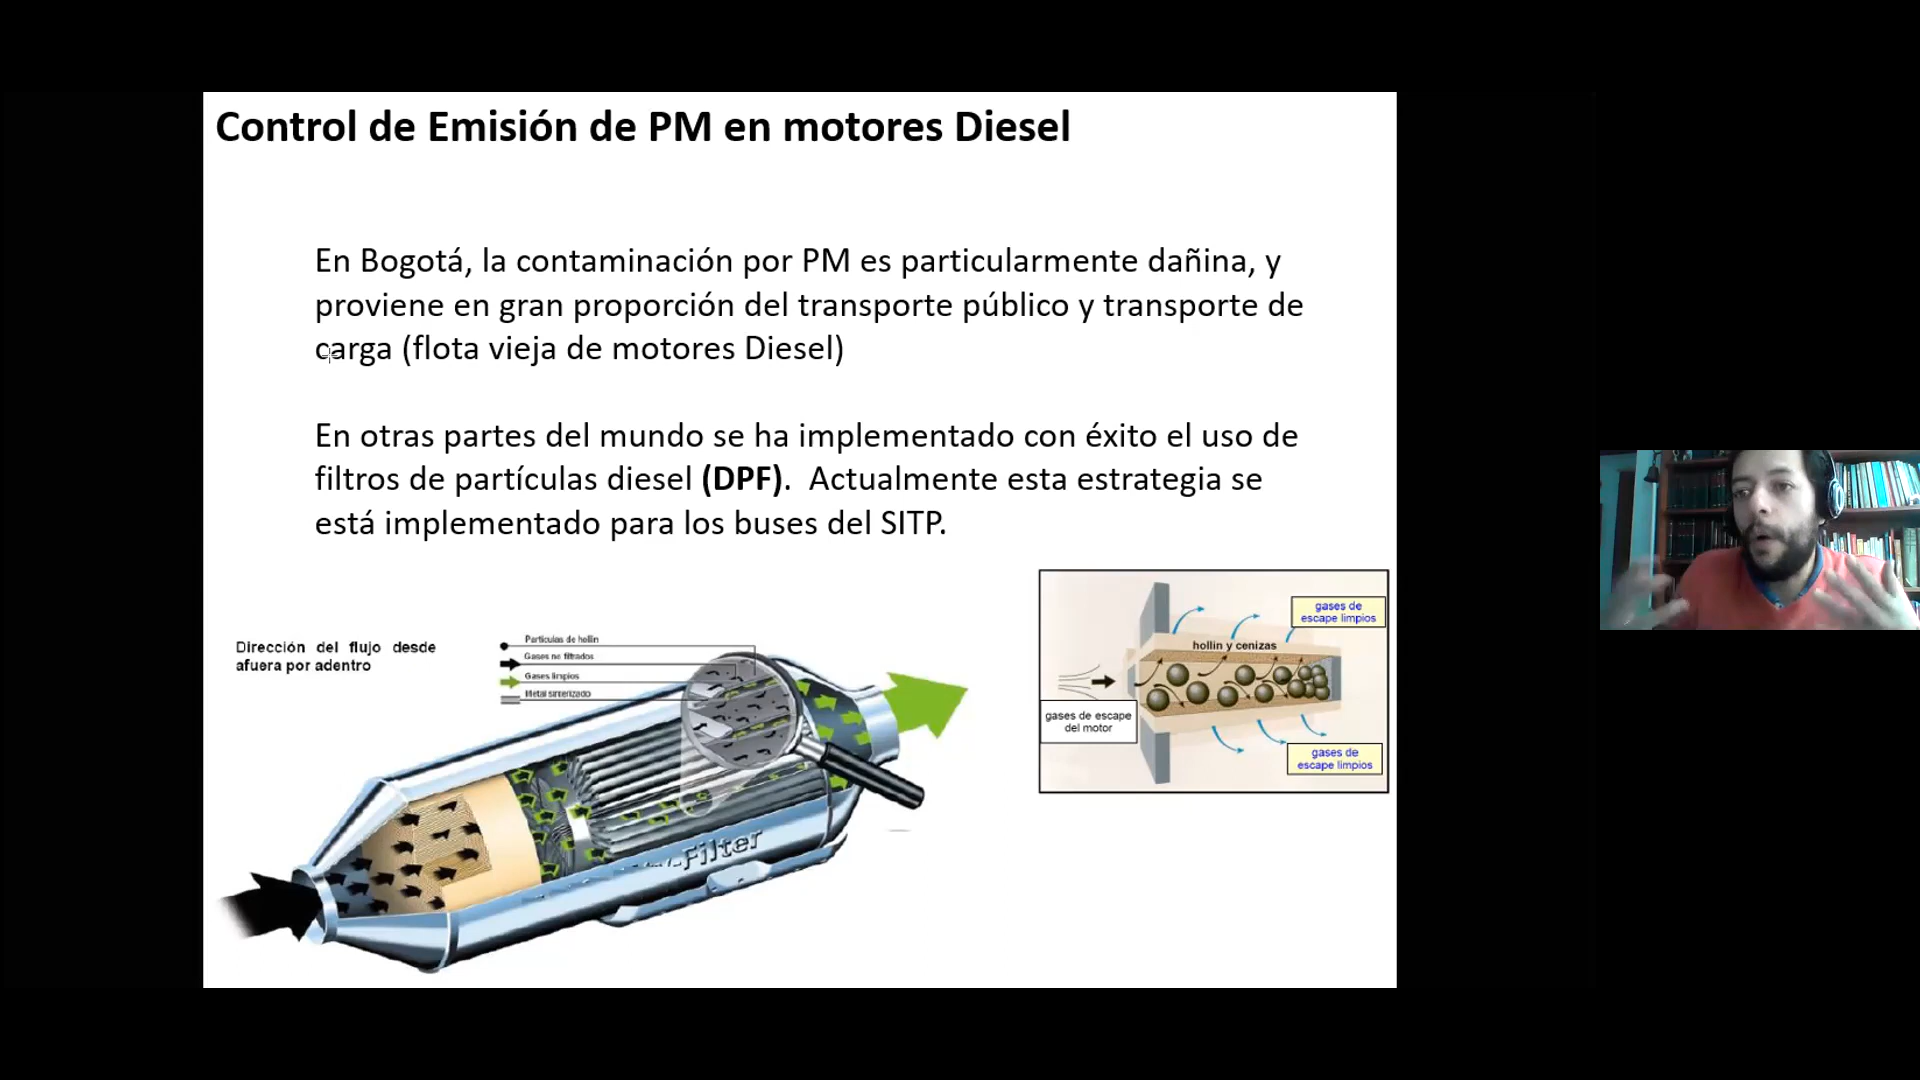 Control de Emisión de PM en motores Diesel
En Bogotá, la contaminación por PM es particularmente dañina, y
proviene en gran proporción del transporte público y transporte de
carga (flota vieja de motores Diesel)
En otras partes del mundo se ha implementado con éxito el uso de
filtros de partículas diesel (DPF).  Actualmente esta estrategia se
está implementado para los buses del SITP.
Dirección del flujo desde
afuera por adentro
Partículas de hollín
Gases no filtrados
Gases limpios
Metal sinterizado
Filter
gases de
escape limpios
hollin y cenizas
gases de escape
del motor
gases de
escape limpios